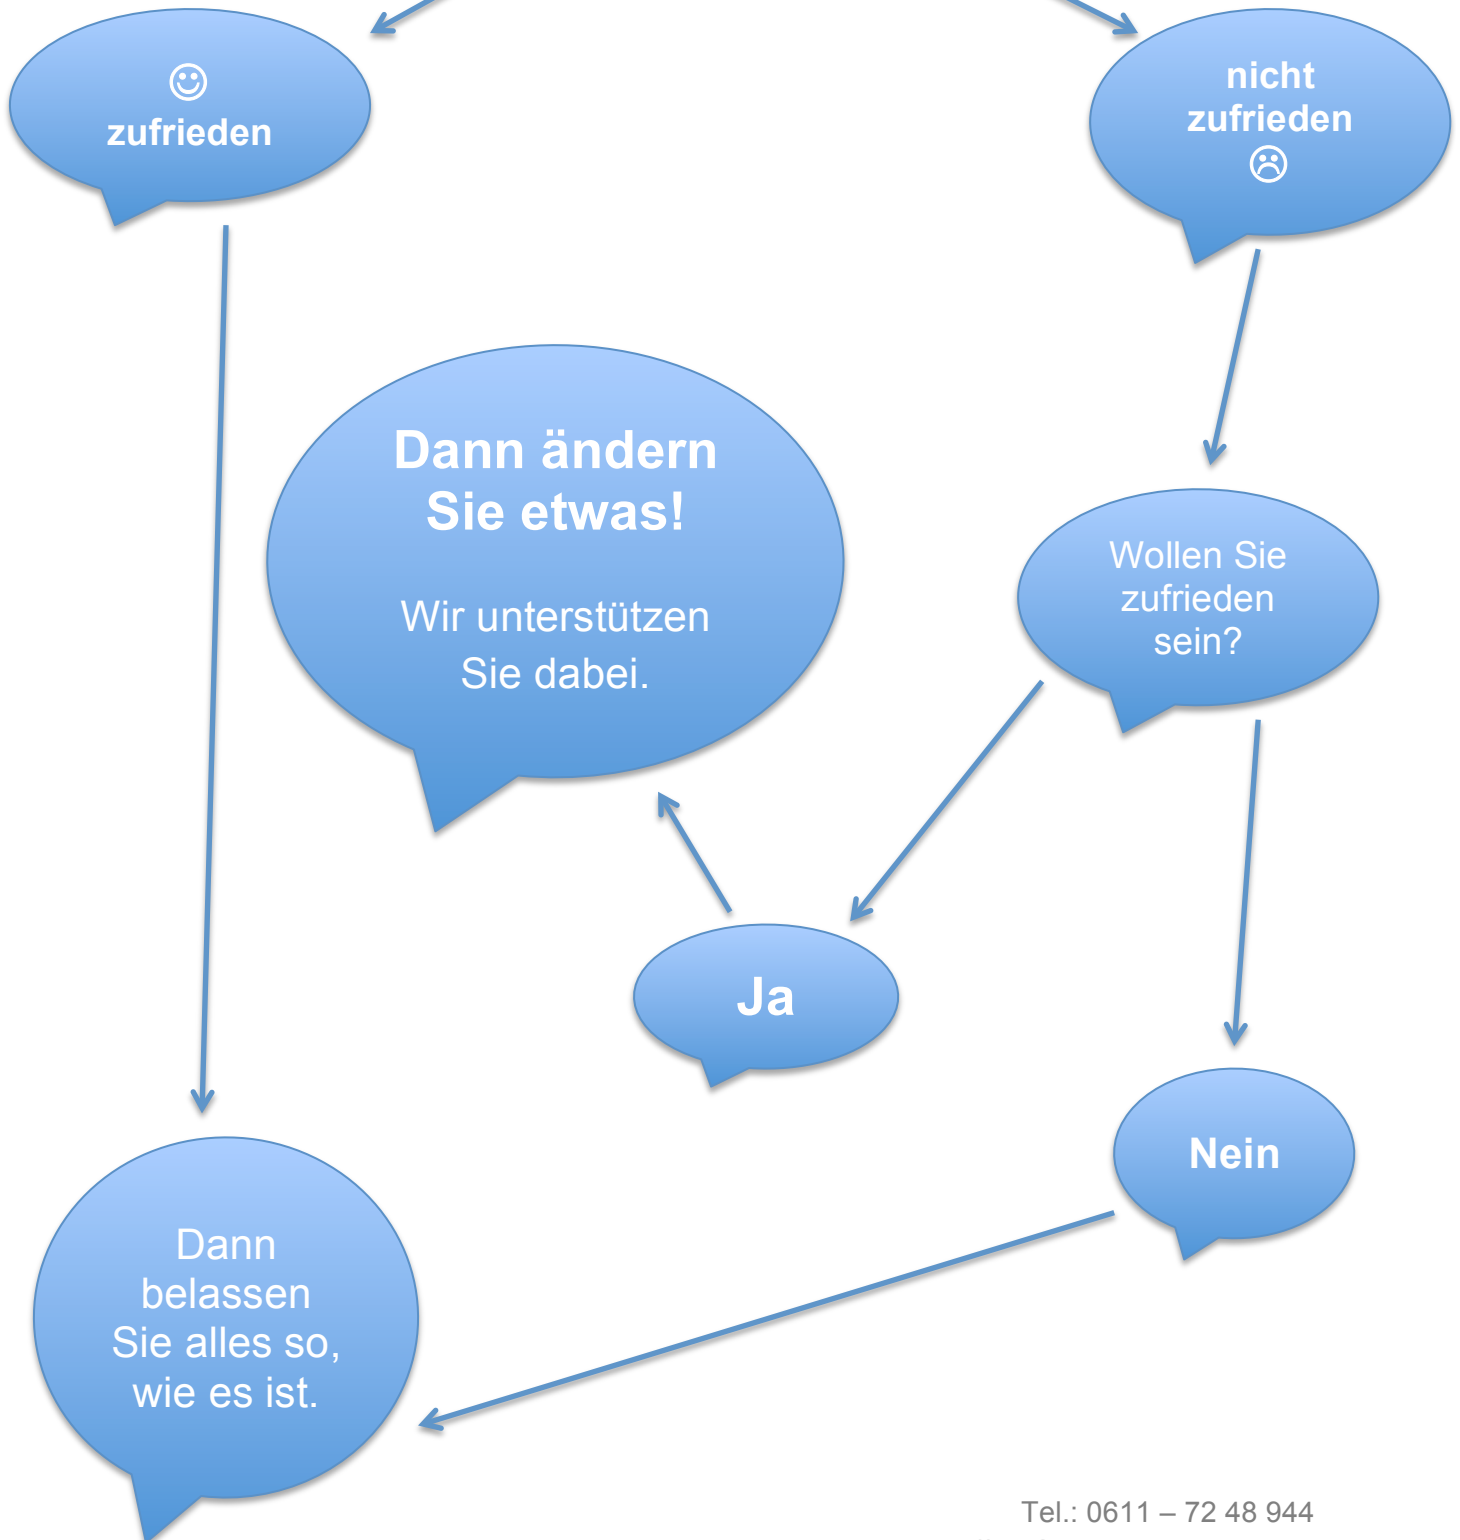 ☺
zufrieden
nicht
zufrieden
☹
Dann ändern
Sie etwas!
Wir unterstützen
Sie dabei.
Wollen Sie
zufrieden
sein?
Ja
Nein
Dann
belassen
Sie alles so,
wie es ist.
Tel.: 0611 – 72 48 944